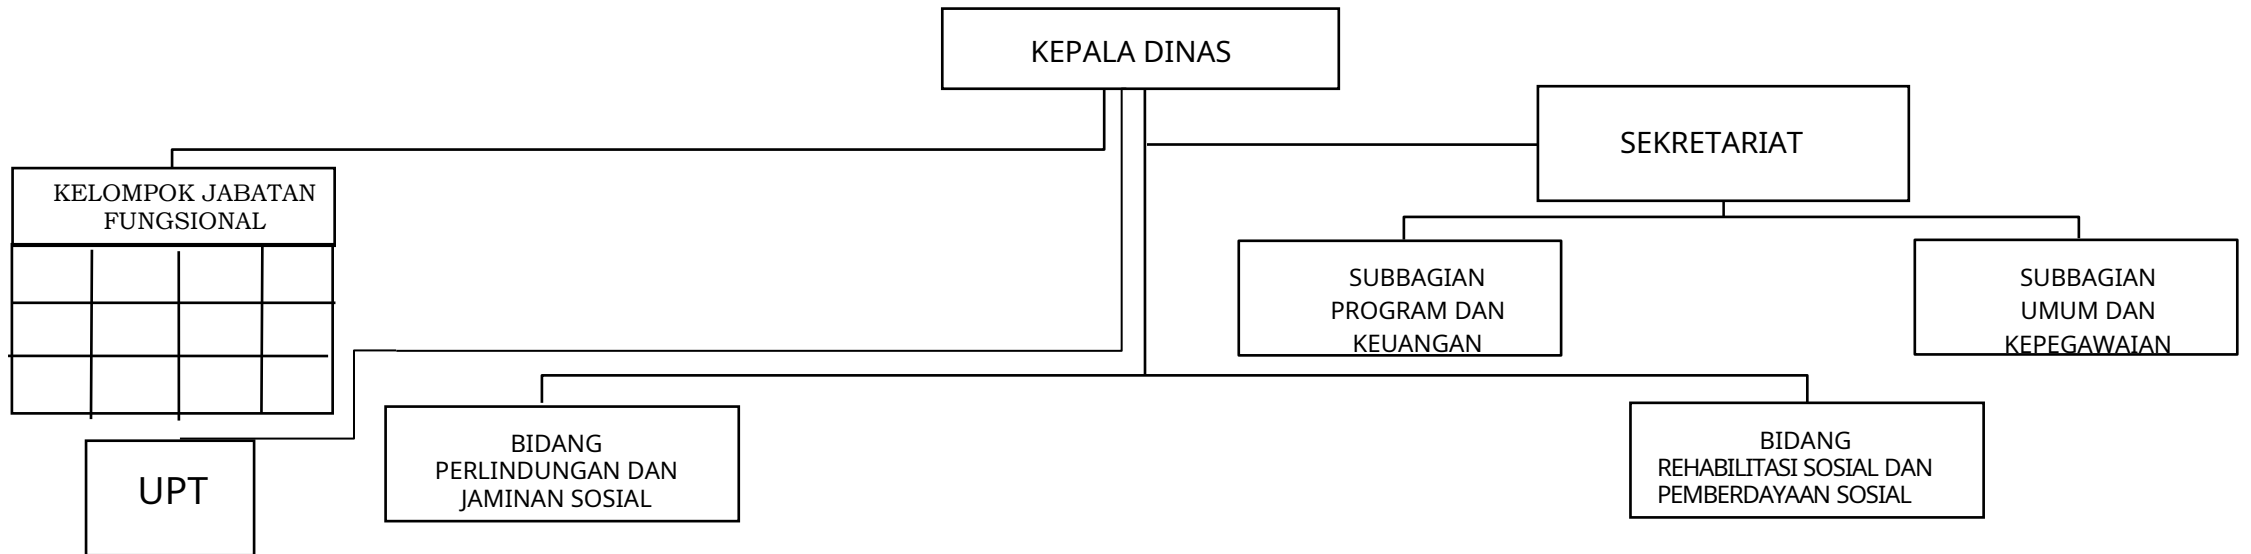 KEPALA DINAS
SEKRETARIAT
KELOMPOK JABATAN
FUNGSIONAL
SUBBAGIAN
PROGRAM DAN
KEUANGAN
SUBBAGIAN
UMUM DAN
KEPEGAWAIAN
UPT
BIDANG
PERLINDUNGAN DAN
JAMINAN SOSIAL
BIDANG
REHABILITASI SOSIAL DAN
PEMBERDAYAAN SOSIAL